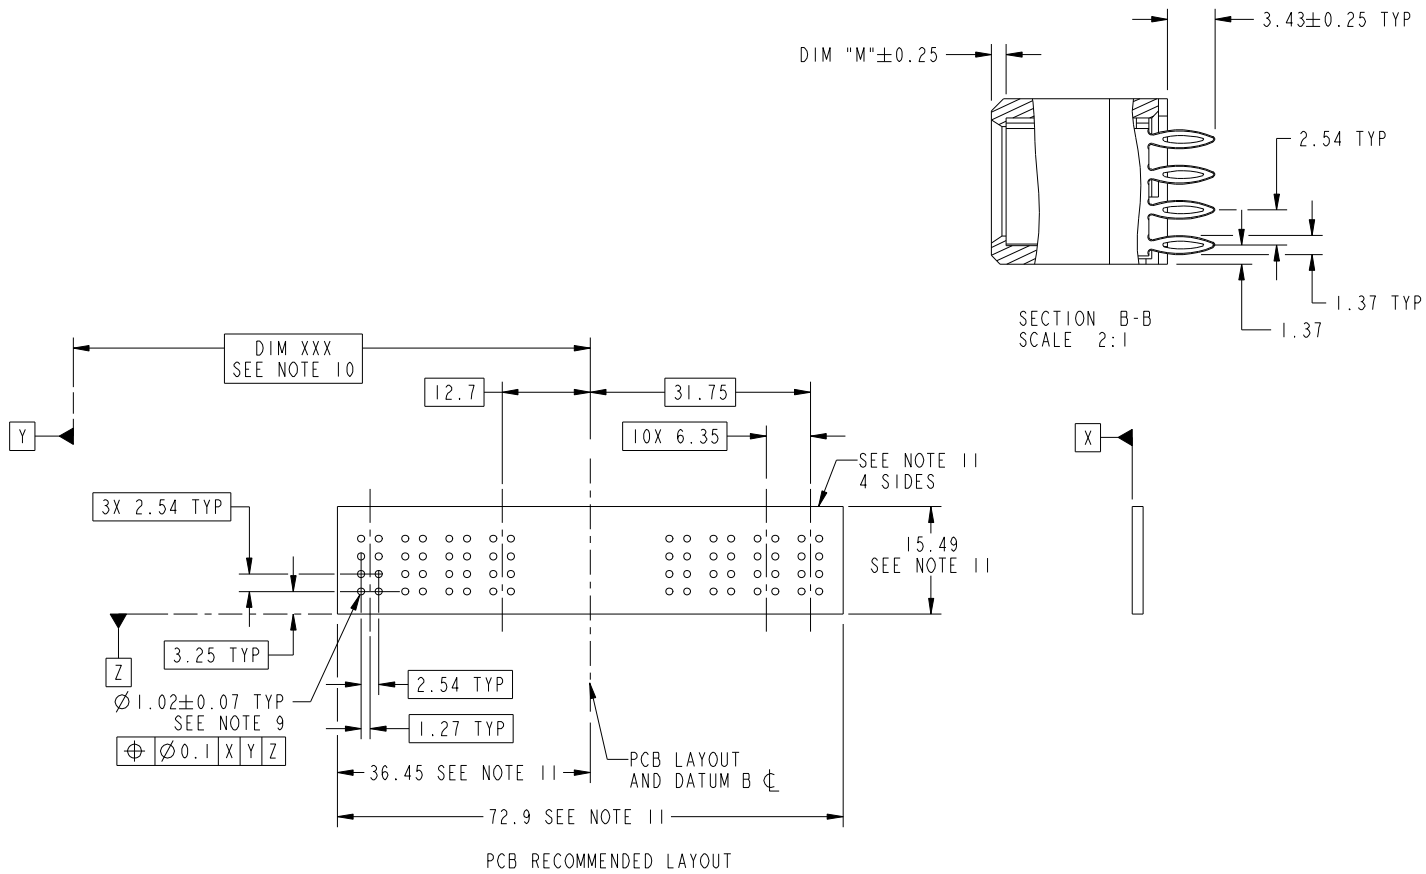 3.43±0.25 TYP
DIM "M"±0.25
2.54 TYP
1.37 TYP
1.37
SECTION B-B
SCALE 2:1
DIM XXX
SEE NOTE 10
12.7
31.75
10X 6.35
Y
X
SEE NOTE 11
4 SIDES
3X 2.54 TYP
15.49
SEE NOTE 11
3.25 TYP
Z
2.54 TYP
Ø1.02±0.07 TYP
SEE NOTE 9
1.27 TYP
⌖ Ø0.1 X Y Z
PCB LAYOUT
AND DATUM B ℄
36.45 SEE NOTE 11
72.9 SEE NOTE 11
PCB RECOMMENDED LAYOUT